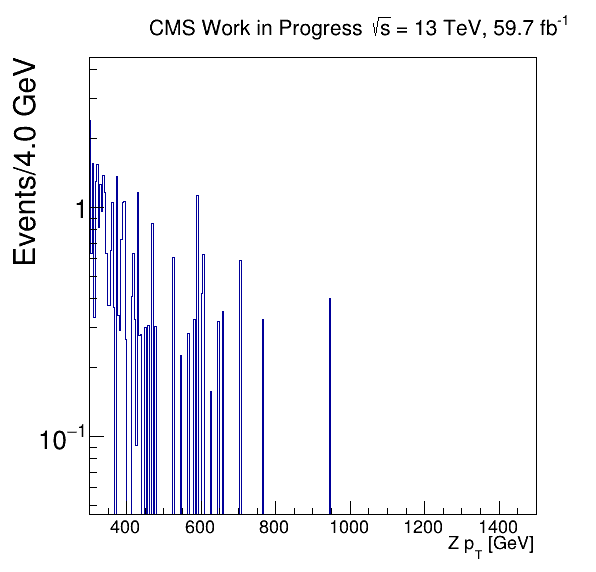 CMS Work in Progress √s = 13 TeV, 59.7 fb⁻¹
Events/4.0 GeV
1
10⁻¹
400 600 800 1000 1200 1400
Z p_T [GeV]